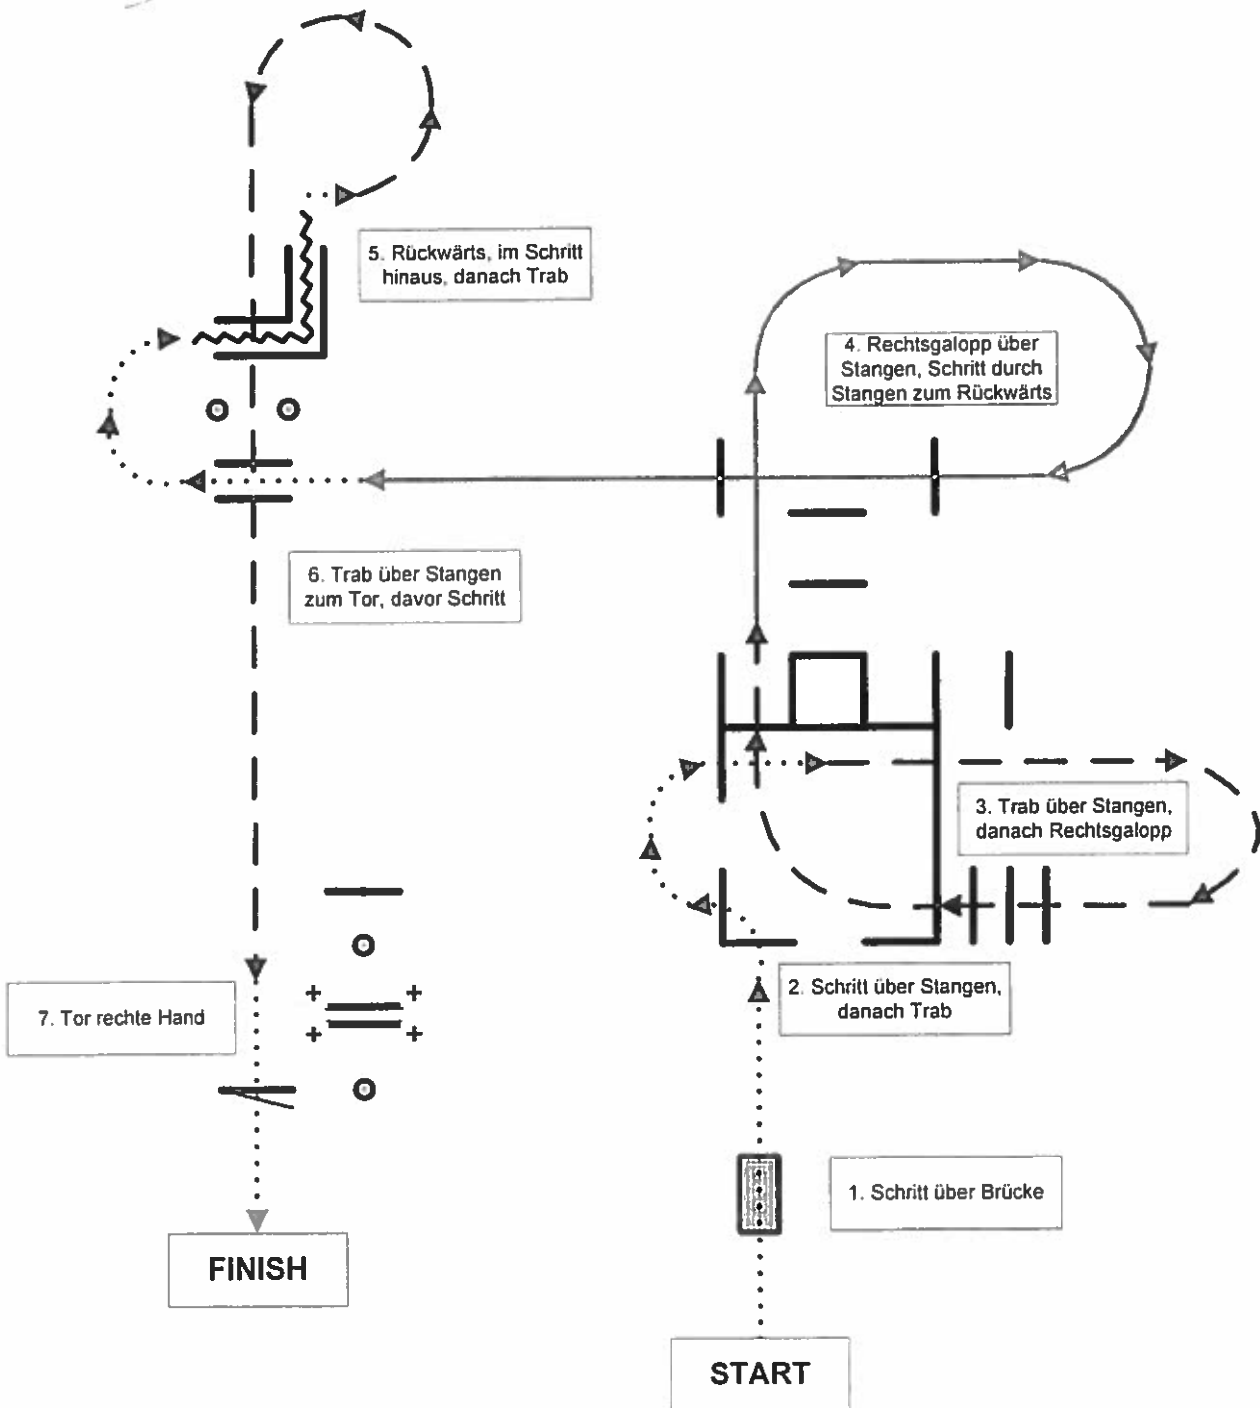 5. Rückwärts, im Schritt
hinaus, danach Trab
4. Rechtsgalopp über
Stangen, Schritt durch
Stangen zum Rückwärts
6. Trab über Stangen
zum Tor, davor Schritt
3. Trab über Stangen,
danach Rechtsgalopp
2. Schritt über Stangen,
danach Trab
7. Tor rechte Hand
1. Schritt über Brücke
FINISH
START